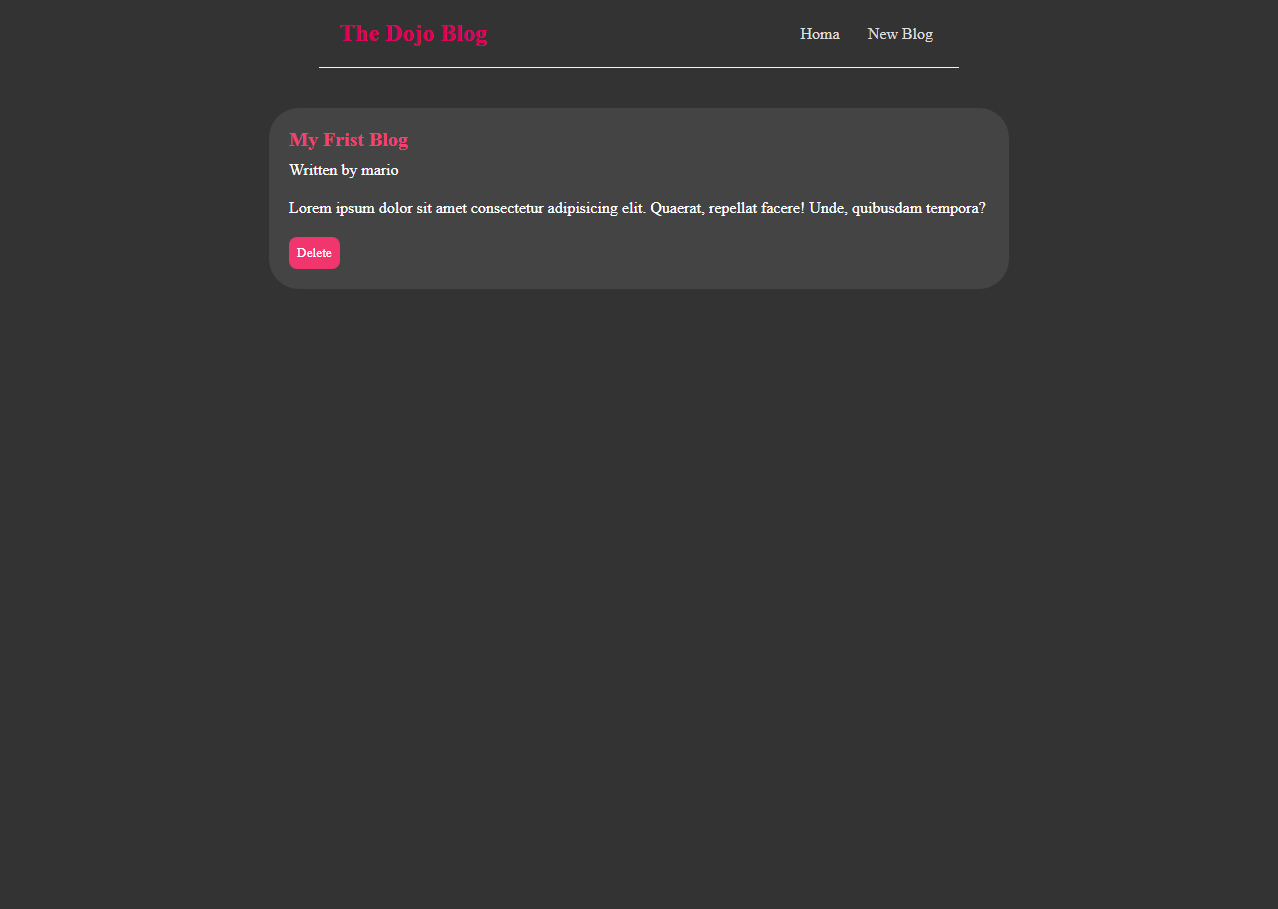 The Dojo Blog
Homa
New Blog
My Frist Blog
Written by mario
Lorem ipsum dolor sit amet consectetur adipisicing elit. Quaerat, repellat facere! Unde, quibusdam tempora?
Delete